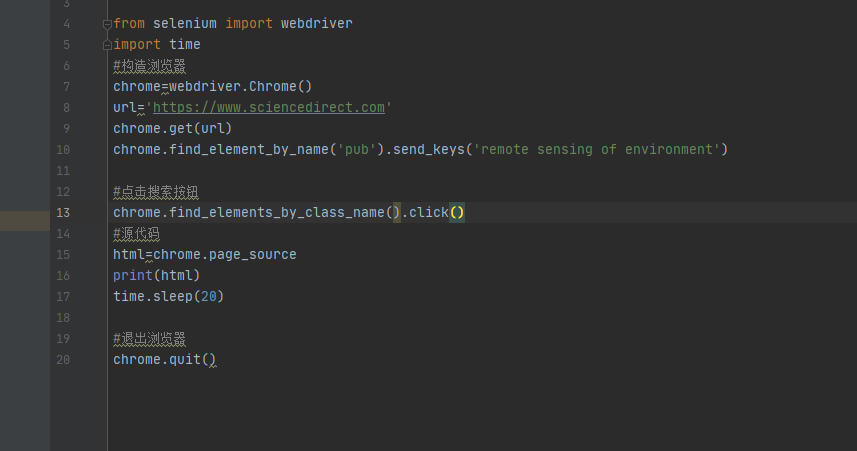 3
4 from selenium import webdriver
5 import time
6 #构造浏览器
7 chrome=webdriver.Chrome()
8 url='https://www.sciencedirect.com'
9 chrome.get(url)
10 chrome.find_element_by_name('pub').send_keys('remote sensing of environment')
11
12 #点击搜索按钮
13 chrome.find_elements_by_class_name().click()
14 #源代码
15 html=chrome.page_source
16 print(html)
17 time.sleep(20)
18
19 #退出浏览器
20 chrome.quit()